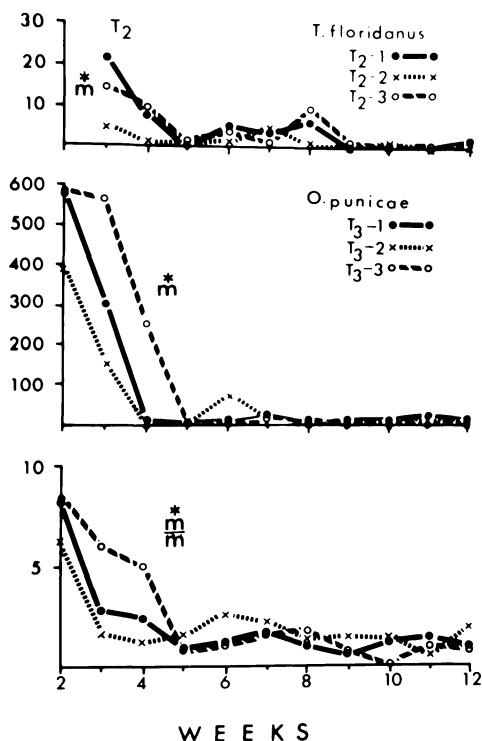 30
T2
T. floridanus
T2-1
20
T2-2
*
m
T2-3
10
600
O. punicae
500
T3-1
T3-2
400
*
m
T3-3
300
200
100
10
*
m
m
5
2 4 6 8 10 12
WEEKS